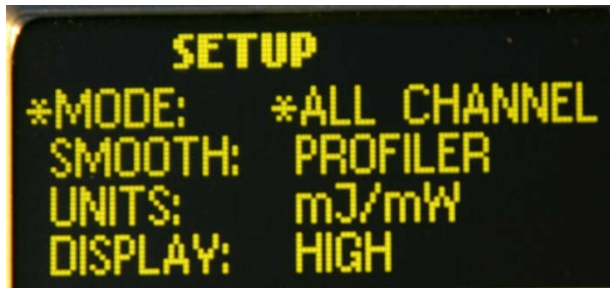 SETUP
*MODE: *ALL CHANNEL
SMOOTH: PROFILER
UNITS: mJ/mW
DISPLAY: HIGH